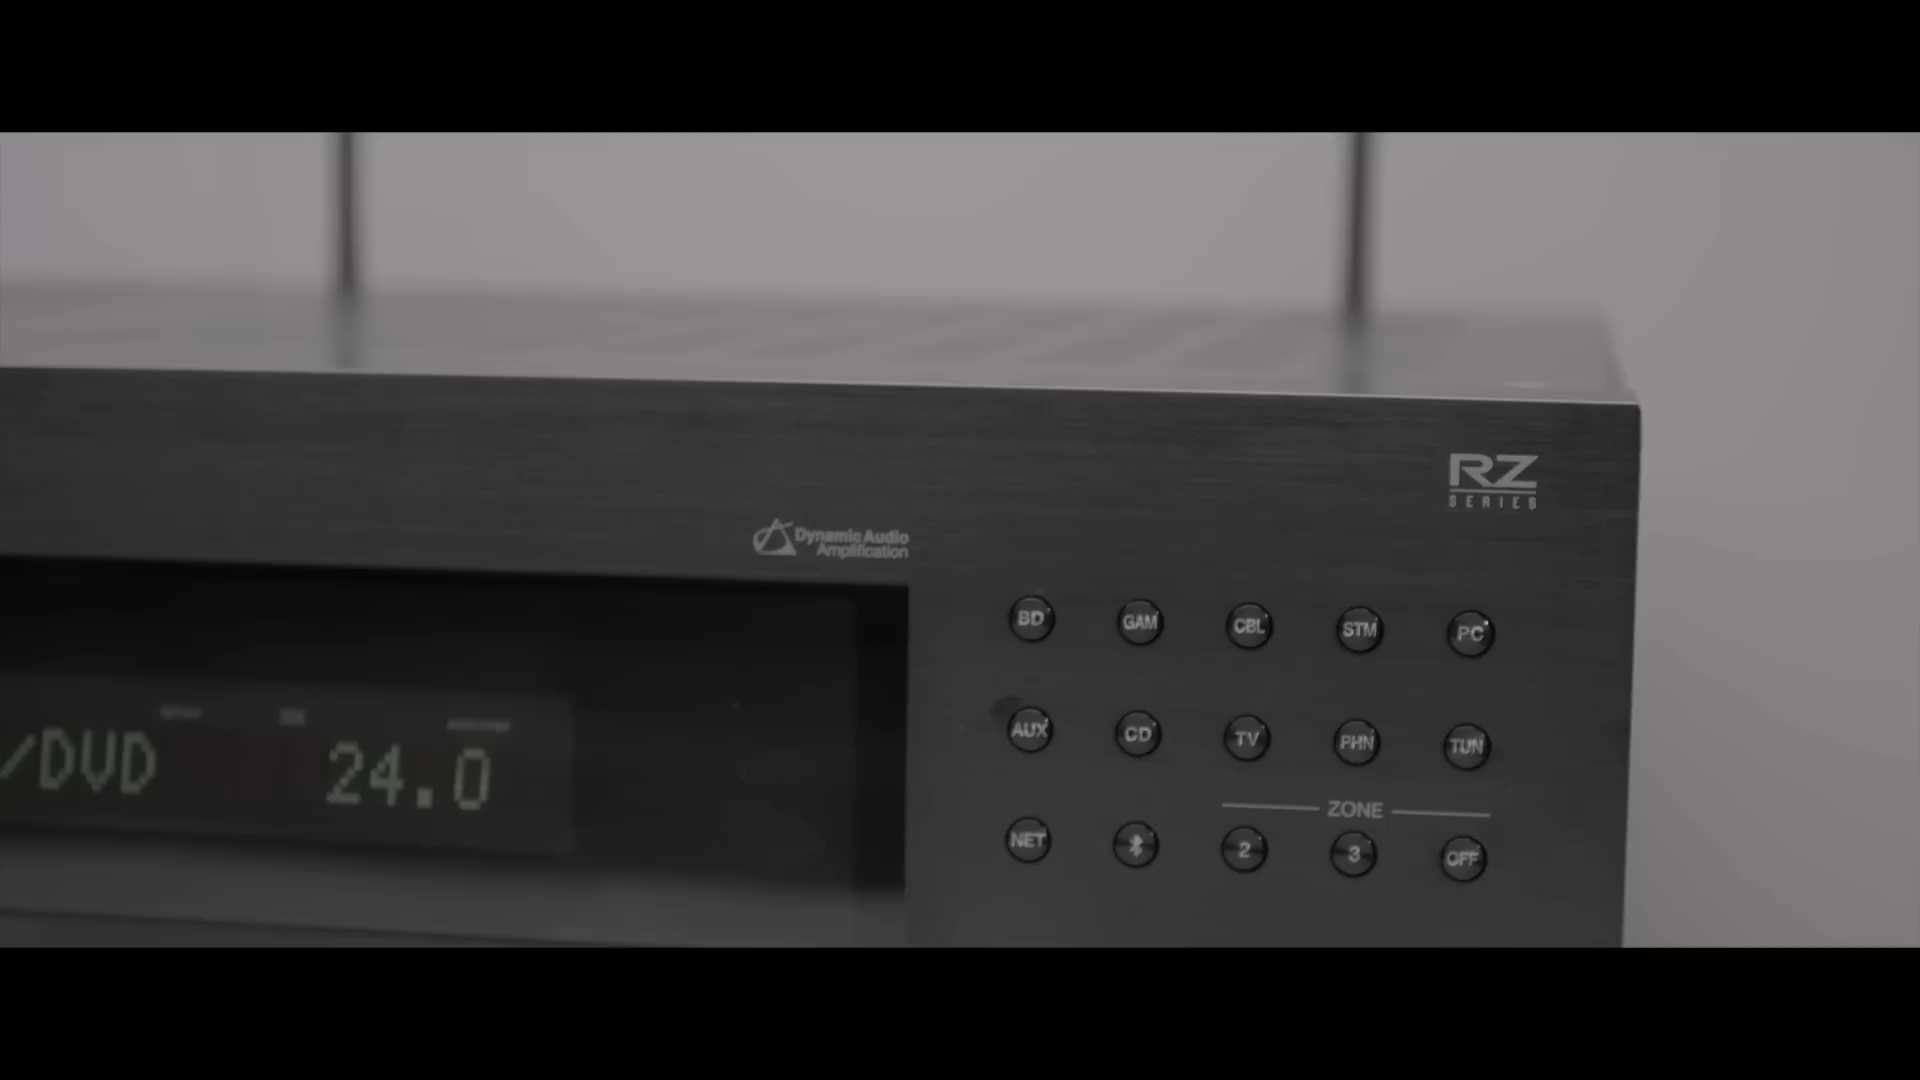 RZ
SERIES
Dynamic Audio
Amplification
BD GAM CBL STM PC
/DVD 24.0
AUX CD TV PHN TUN
ZONE
NET 2 3 OFF